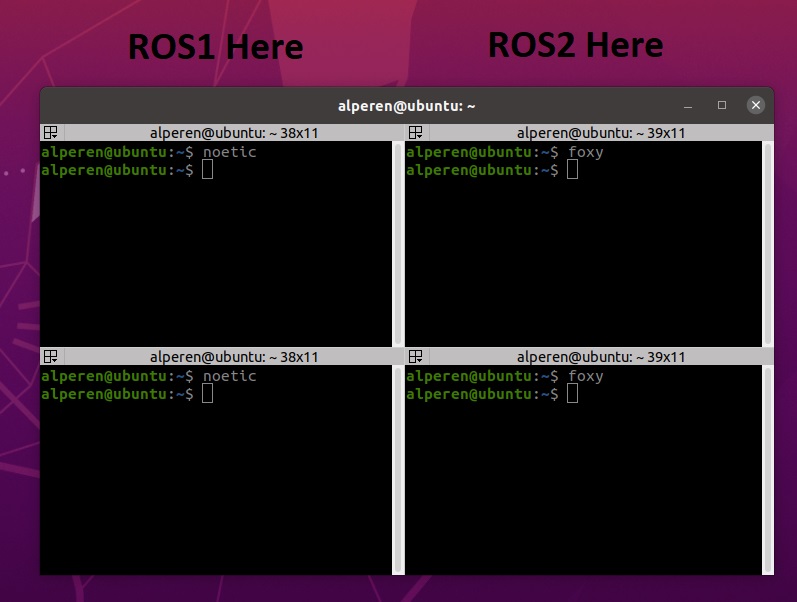 ROS1 Here
ROS2 Here
alperen@ubuntu: ~
alperen@ubuntu: ~ 38x11
alperen@ubuntu:~$ noetic
alperen@ubuntu:~$
alperen@ubuntu: ~ 39x11
alperen@ubuntu:~$ foxy
alperen@ubuntu:~$
alperen@ubuntu: ~ 38x11
alperen@ubuntu:~$ noetic
alperen@ubuntu:~$
alperen@ubuntu: ~ 39x11
alperen@ubuntu:~$ foxy
alperen@ubuntu:~$